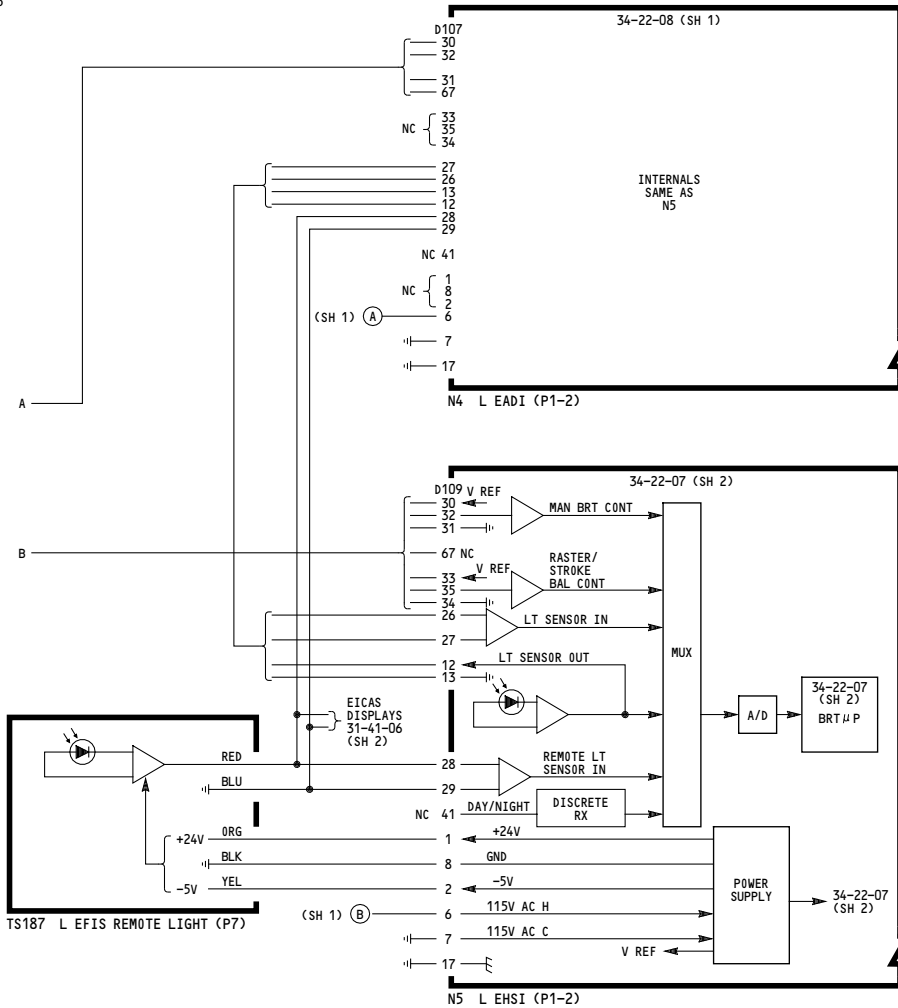 34-22-08 (SH 1)
D107
30
32
31
67
NC
33
35
34
27
26
13
12
28
29
INTERNALS
SAME AS
N5
NC 41
NC
1
8
2
(SH 1) A
6
7
17
N4 L EADI (P1-2)
A
34-22-07 (SH 2)
D109
V REF
30
32
31
MAN BRT CONT
B
67 NC
V REF
33
35
34
RASTER/
STROKE
BAL CONT
26
27
LT SENSOR IN
MUX
12
13
LT SENSOR OUT
EICAS
DISPLAYS
31-41-06
(SH 2)
A/D
34-22-07
(SH 2)
BRT μP
RED
28
BLU
29
REMOTE LT
SENSOR IN
NC 41
DAY/NIGHT
DISCRETE
RX
+24V
ORG
1
+24V
BLK
8
GND
-5V
YEL
2
-5V
POWER
SUPPLY
34-22-07
(SH 2)
TS187 L EFIS REMOTE LIGHT (P7)
(SH 1) B
6
115V AC H
7
115V AC C
V REF
17
N5 L EHSI (P1-2)